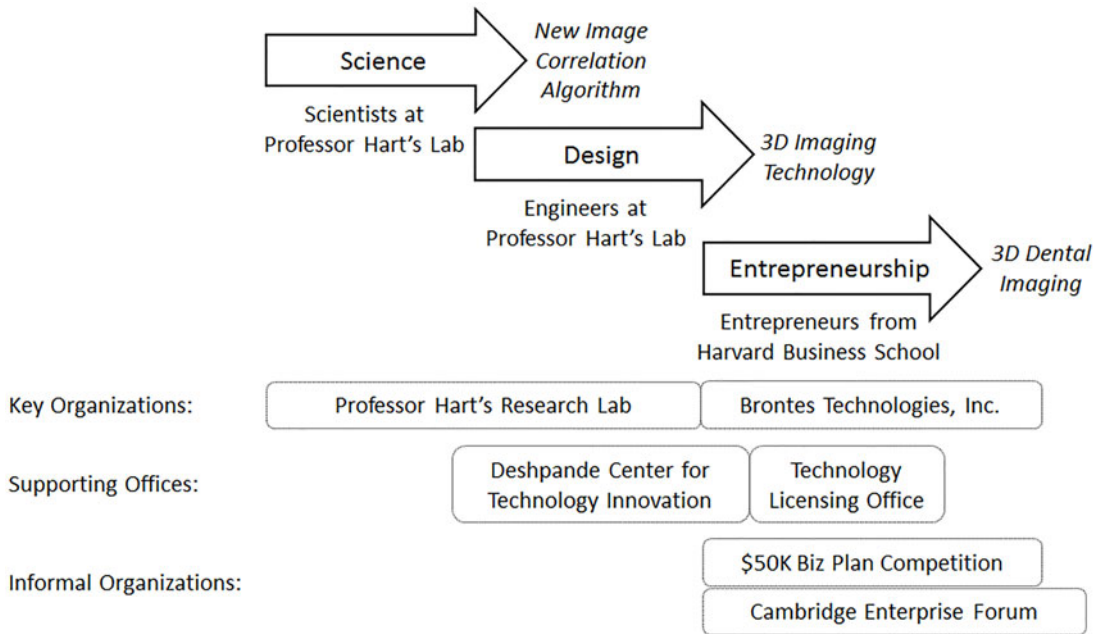 Science
New Image
Correlation
Algorithm
Scientists at
Professor Hart's Lab
Design
3D Imaging
Technology
Engineers at
Professor Hart's Lab
Entrepreneurship
3D Dental
Imaging
Entrepreneurs from
Harvard Business School
Key Organizations:
Professor Hart's Research Lab
Brontes Technologies, Inc.
Supporting Offices:
Deshpande Center for
Technology Innovation
Technology
Licensing Office
Informal Organizations:
$50K Biz Plan Competition
Cambridge Enterprise Forum